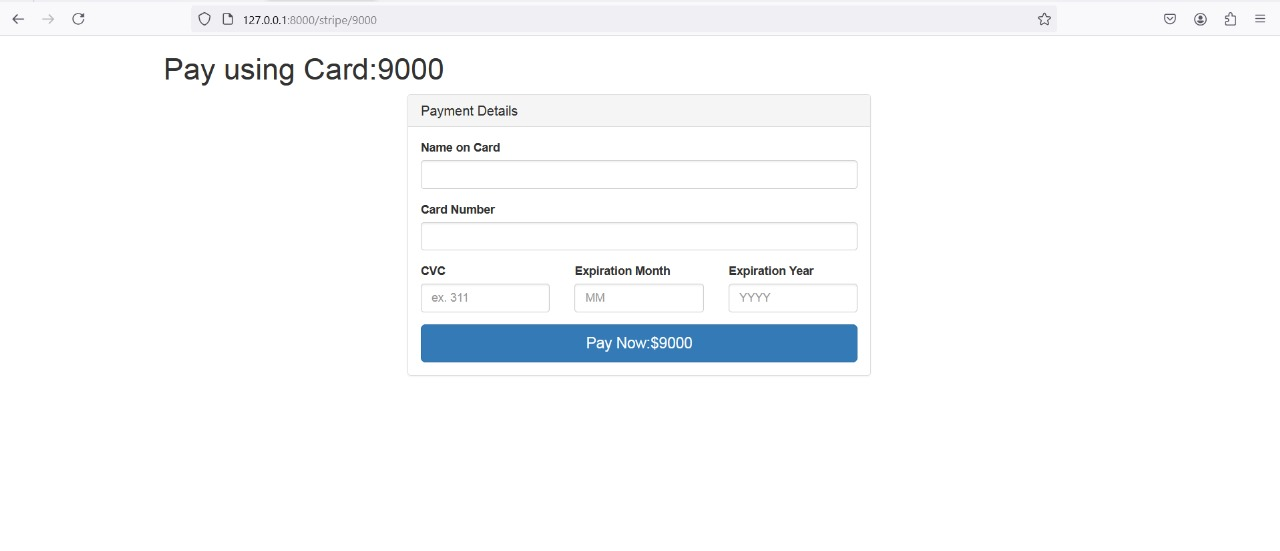 127.0.0.1:8000/stripe/9000
Pay using Card:9000
Payment Details
Name on Card
Card Number
CVC Expiration Month Expiration Year
ex. 311 MM YYYY
Pay Now:$9000